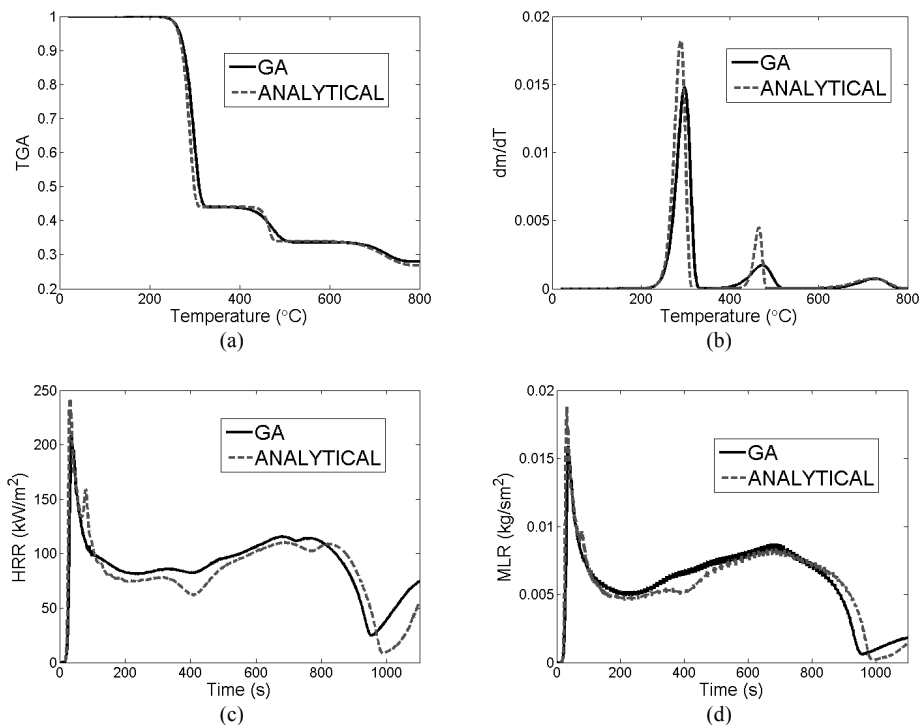 1
0.9
0.8
0.7
0.6
0.5
0.4
0.3
0.2
TGA
0
200
400
600
800
Temperature (°C)
GA
ANALYTICAL
(a)
0.02
0.015
0.01
0.005
0
dm/dT
0
200
400
600
800
Temperature (°C)
GA
ANALYTICAL
(b)
250
200
150
100
50
0
HRR (kW/m²)
0
200
400
600
800
1000
Time (s)
GA
ANALYTICAL
(c)
0.02
0.015
0.01
0.005
0
MLR (kg/sm²)
0
200
400
600
800
1000
Time (s)
GA
ANALYTICAL
(d)